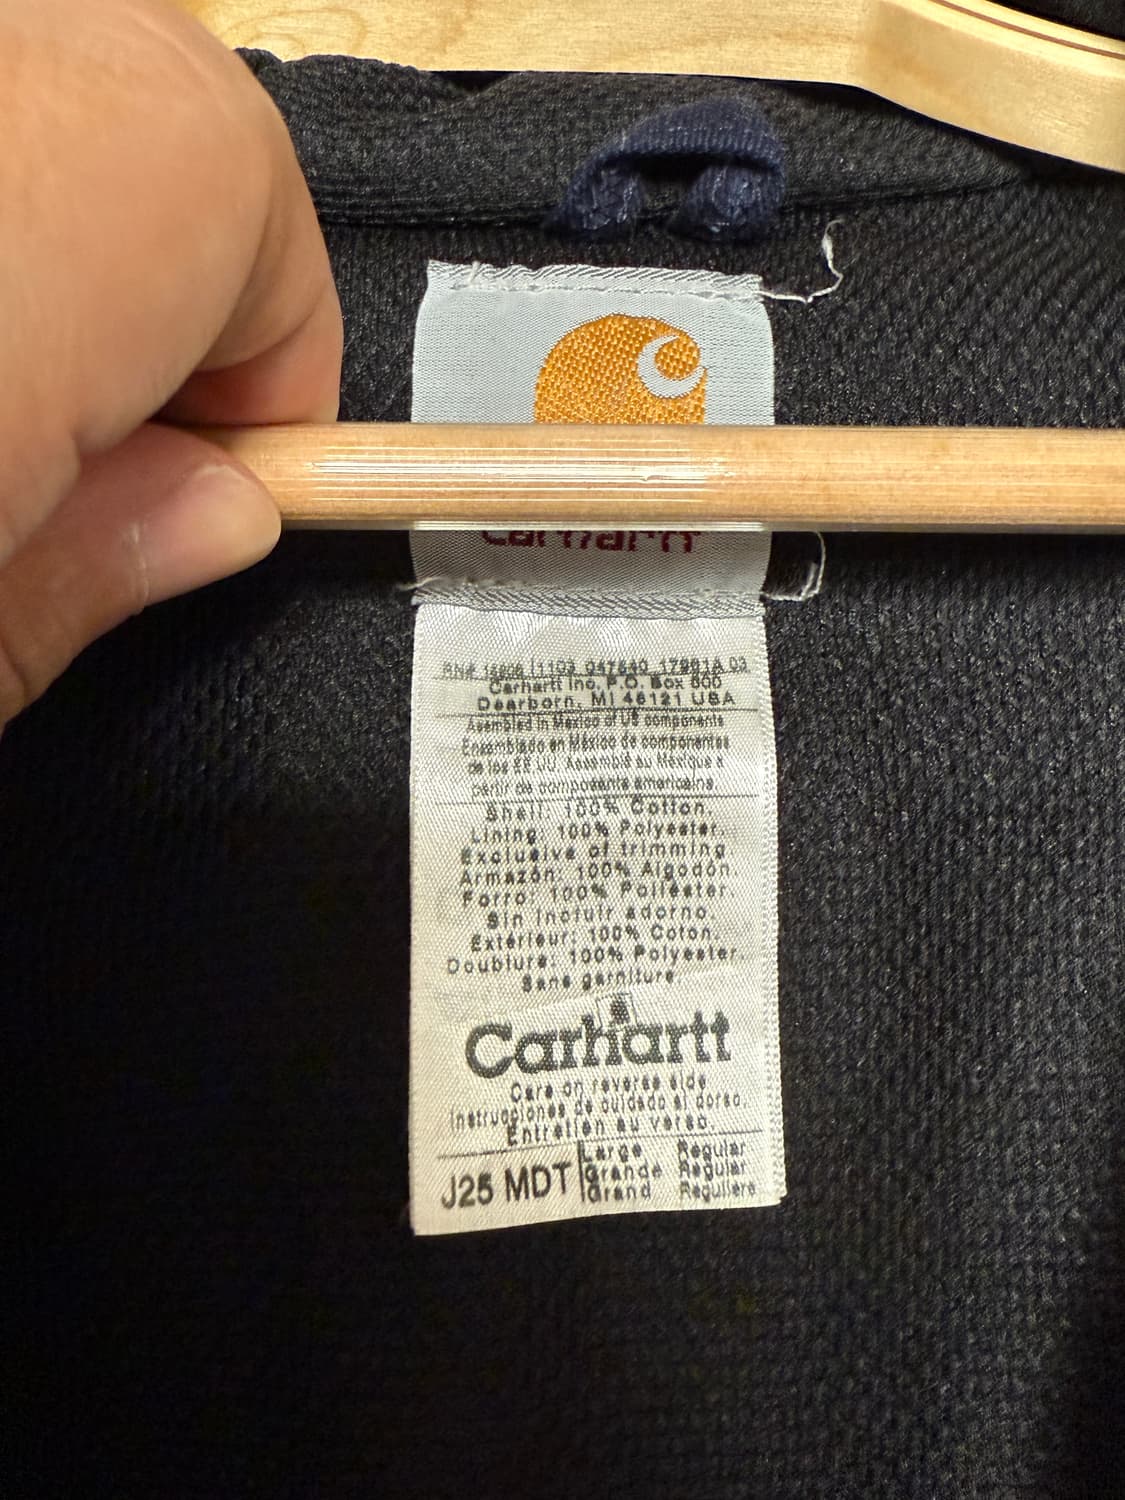 Carhartt
RN# 14806 1103 047640 17981A 03
Carhartt Inc, P.O. Box 600
Dearborn, MI 48121 USA
Assembled in Mexico of US components
Ensamblado en México de componentes
de los EE.UU. Assemblé au Mexique a
partir de composants americains.
Shell: 100% Cotton.
Lining: 100% Polyester.
Exclusive of trimming
Armazón: 100% Algodón.
Forro: 100% Poliéster.
Sin incluir adorno.
Extérieur: 100% Coton.
Doublure: 100% Polyester.
Sans garniture.
Carhartt
Care on reverse side
Instrucciones de cuidado al dorso.
Entretien au verso.
J25 MDT
Large Regular
Grande Regular
Grand Reguliere